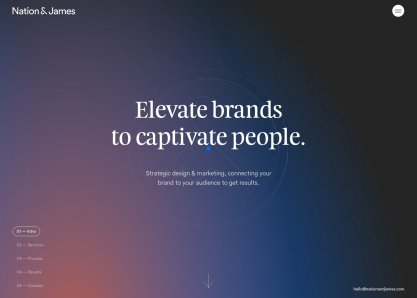 Nation & James
Elevate brands
to captivate people.
Strategic design & marketing, connecting your
brand to your audience to get results.
01 — Intro
02 — Services
03 — Process
04 — Results
05 — Contact
hello@nationandjames.com